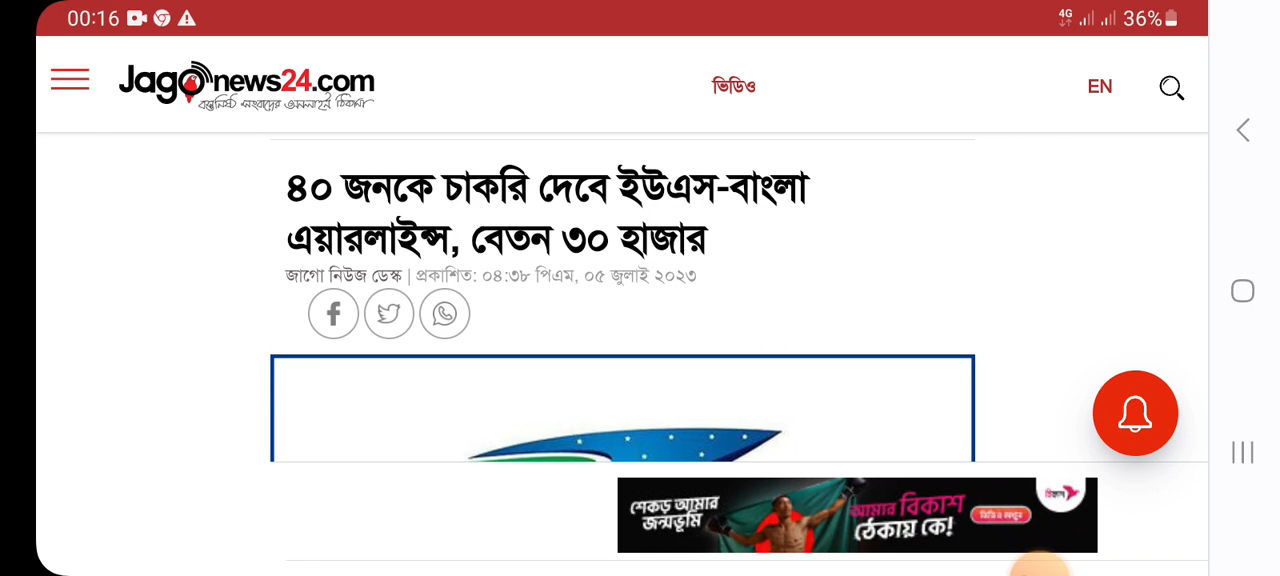 00:16
4G
36%
Jagonews24.com
বস্তুনিষ্ঠ সংবাদের অনলাইন ঠিকানা
ভিডিও
EN
৪০ জনকে চাকরি দেবে ইউএস-বাংলা
এয়ারলাইন্স, বেতন ৩০ হাজার
জাগো নিউজ ডেস্ক | প্রকাশিত: ০৪:৩৮ পিএম, ০৫ জুলাই ২০২৩
শেকড় আমার
জন্মভূমি
আমার বিকাশ
ঠেকায় কে!
বিকাশ